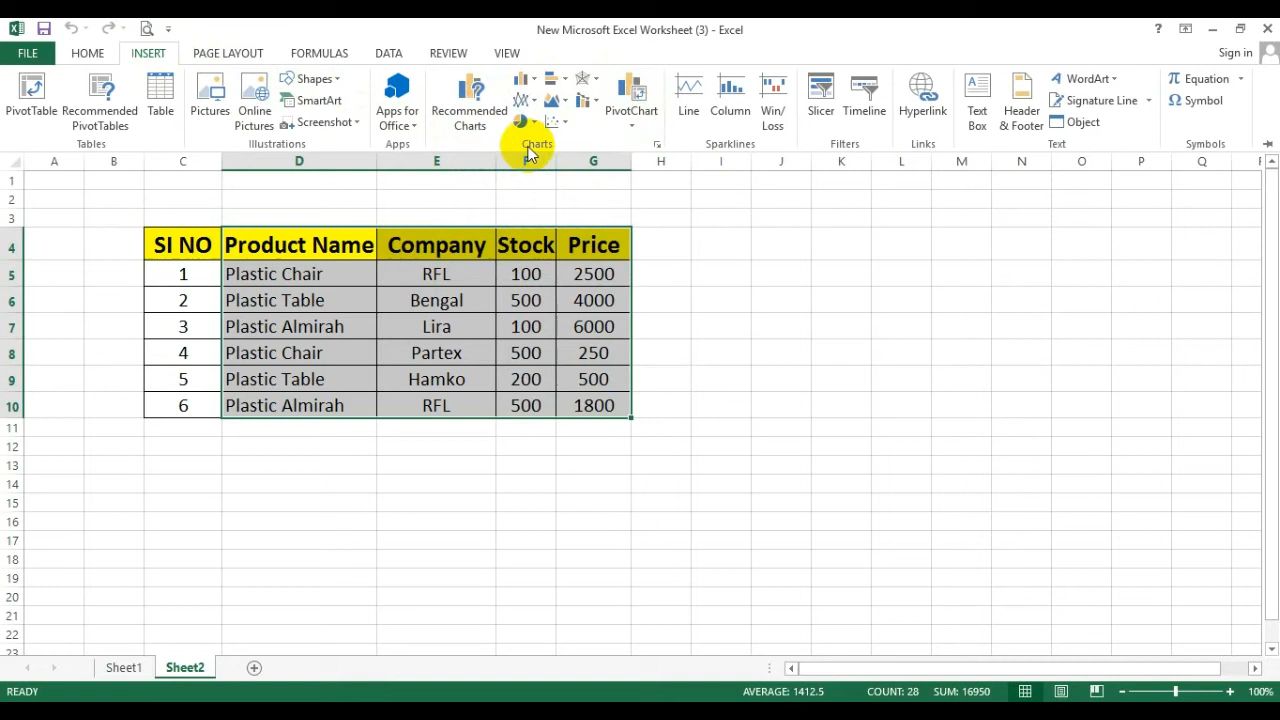 New Microsoft Excel Worksheet (3) - Excel
FILE HOME INSERT PAGE LAYOUT FORMULAS DATA REVIEW VIEW Sign in
PivotTable Recommended PivotTables Table Pictures Online Pictures Shapes SmartArt Screenshot Apps for Office Recommended Charts PivotChart Line Column Win/Loss Slicer Timeline Hyperlink Text Box Header & Footer WordArt Signature Line Object Equation Symbol
Tables Illustrations Apps Charts Sparklines Filters Links Text Symbols
A B C D E F G H I J K L M N O P Q R
1
2
3
4 SI NO Product Name Company Stock Price
5 1 Plastic Chair RFL 100 2500
6 2 Plastic Table Bengal 500 4000
7 3 Plastic Almirah Lira 100 6000
8 4 Plastic Chair Partex 500 250
9 5 Plastic Table Hamko 200 500
10 6 Plastic Almirah RFL 500 1800
11
12
13
14
15
16
17
18
19
20
21
22
23
Sheet1 Sheet2
READY AVERAGE: 1412.5 COUNT: 28 SUM: 16950 100%